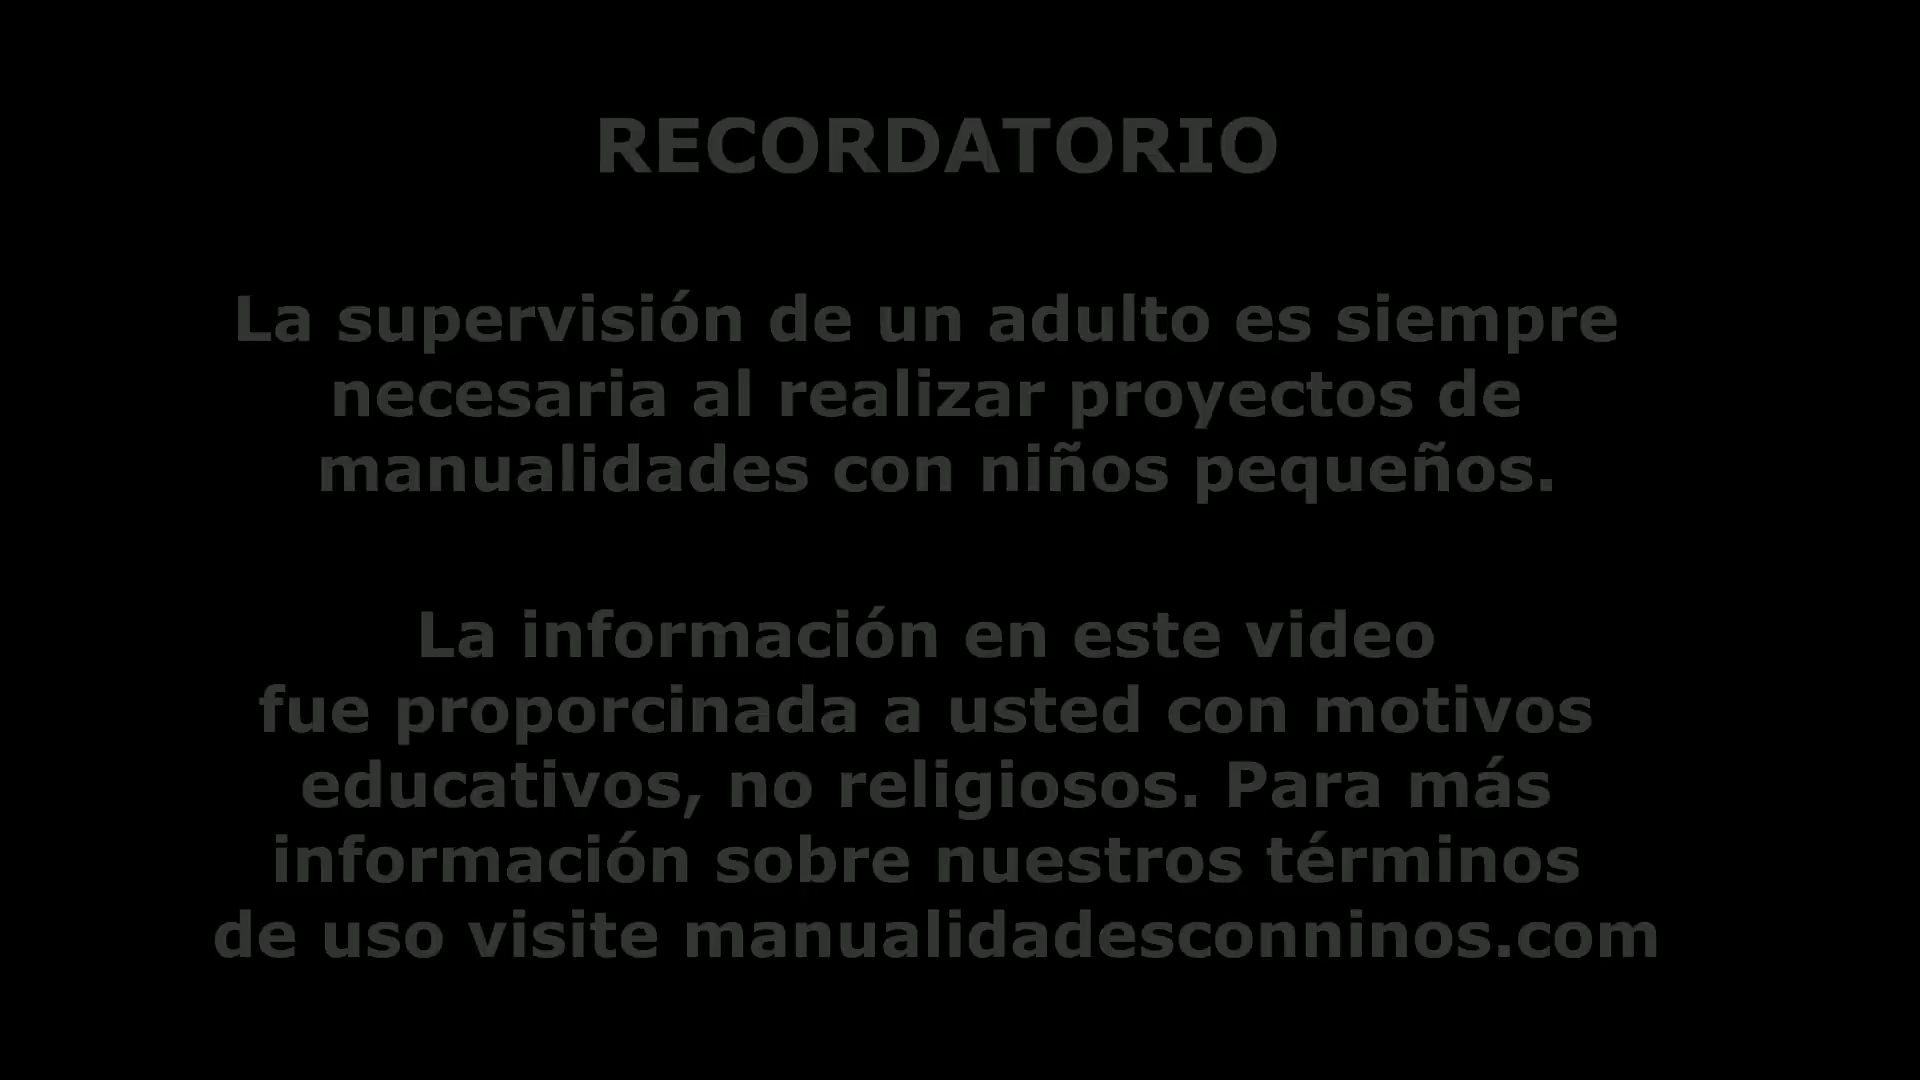 RECORDATORIO
La supervisión de un adulto es siempre
necesaria al realizar proyectos de
manualidades con niños pequeños.
La información en este video
fue proporcinada a usted con motivos
educativos, no religiosos. Para más
información sobre nuestros términos
de uso visite manualidadesconninos.com